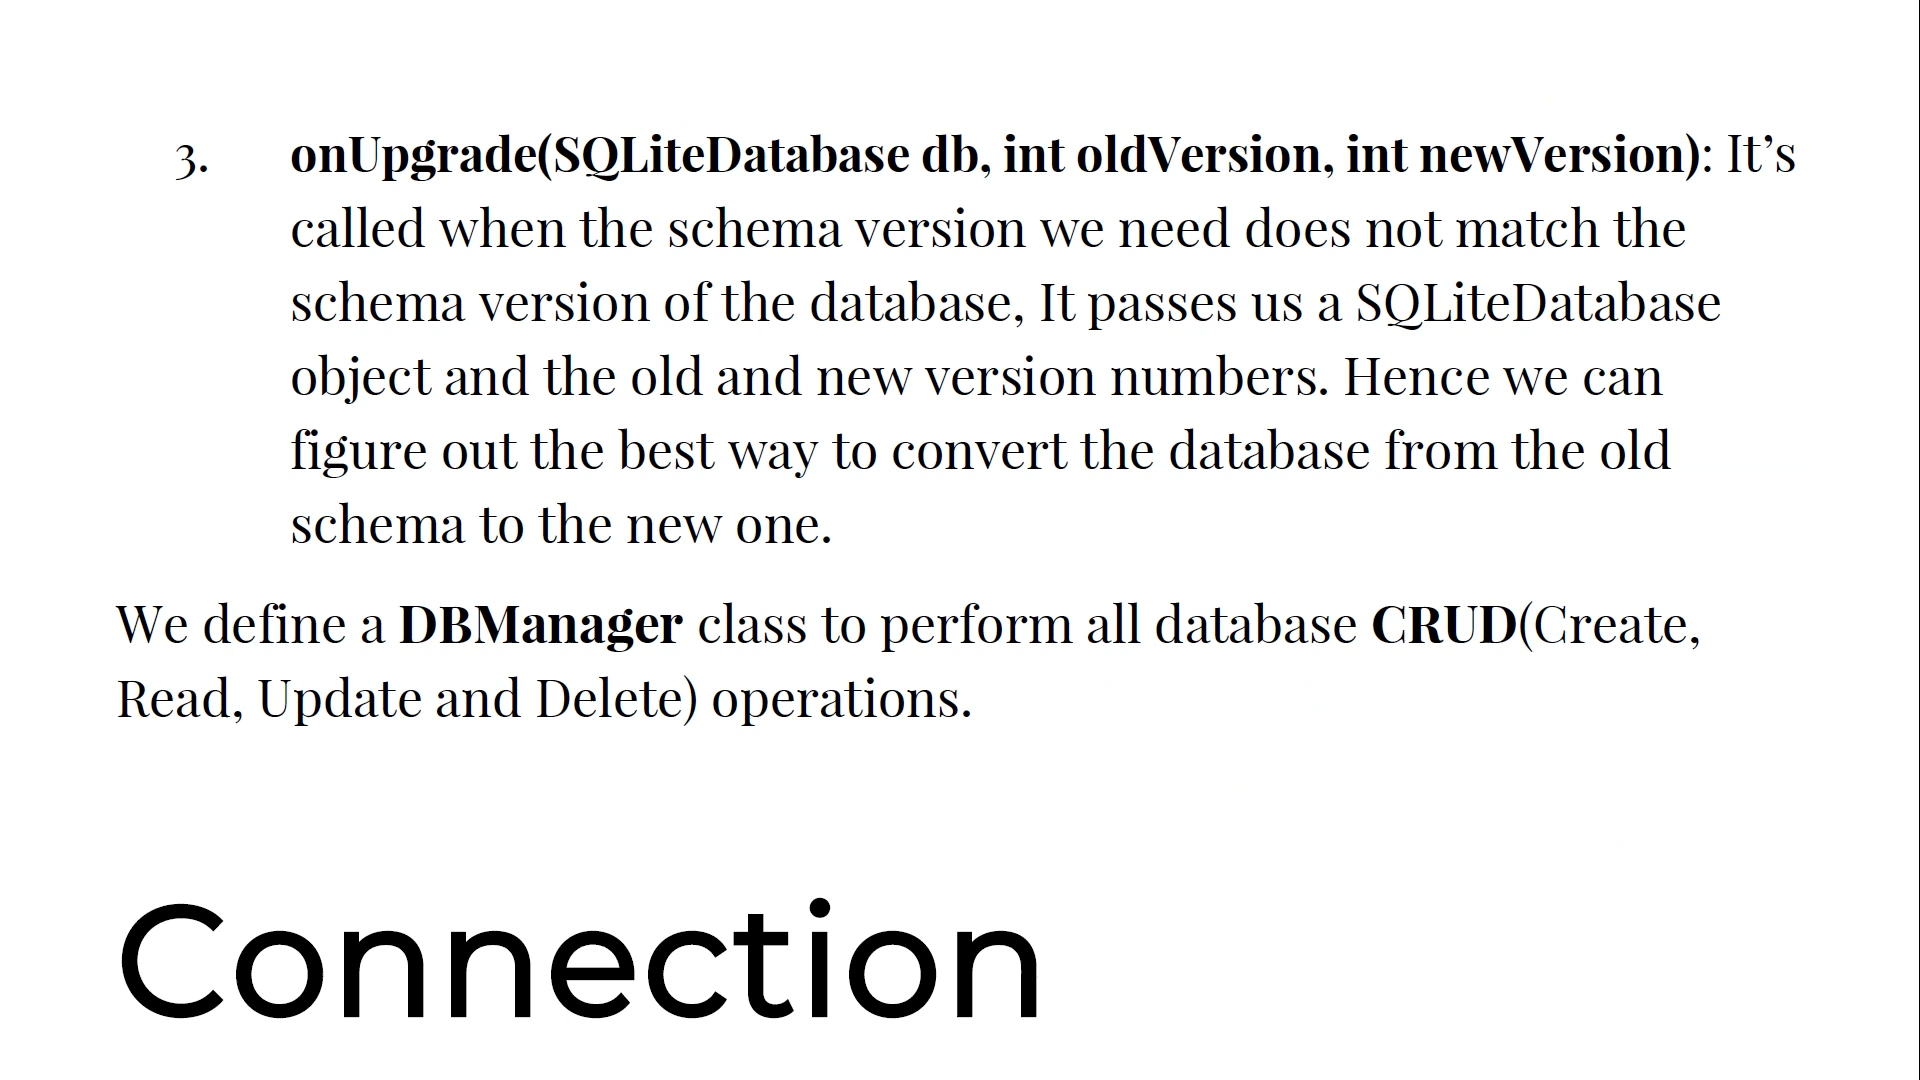 3. onUpgrade(SQLiteDatabase db, int oldVersion, int newVersion): It’s
called when the schema version we need does not match the
schema version of the database, It passes us a SQLiteDatabase
object and the old and new version numbers. Hence we can
figure out the best way to convert the database from the old
schema to the new one.
We define a DBManager class to perform all database CRUD(Create,
Read, Update and Delete) operations.
Connection